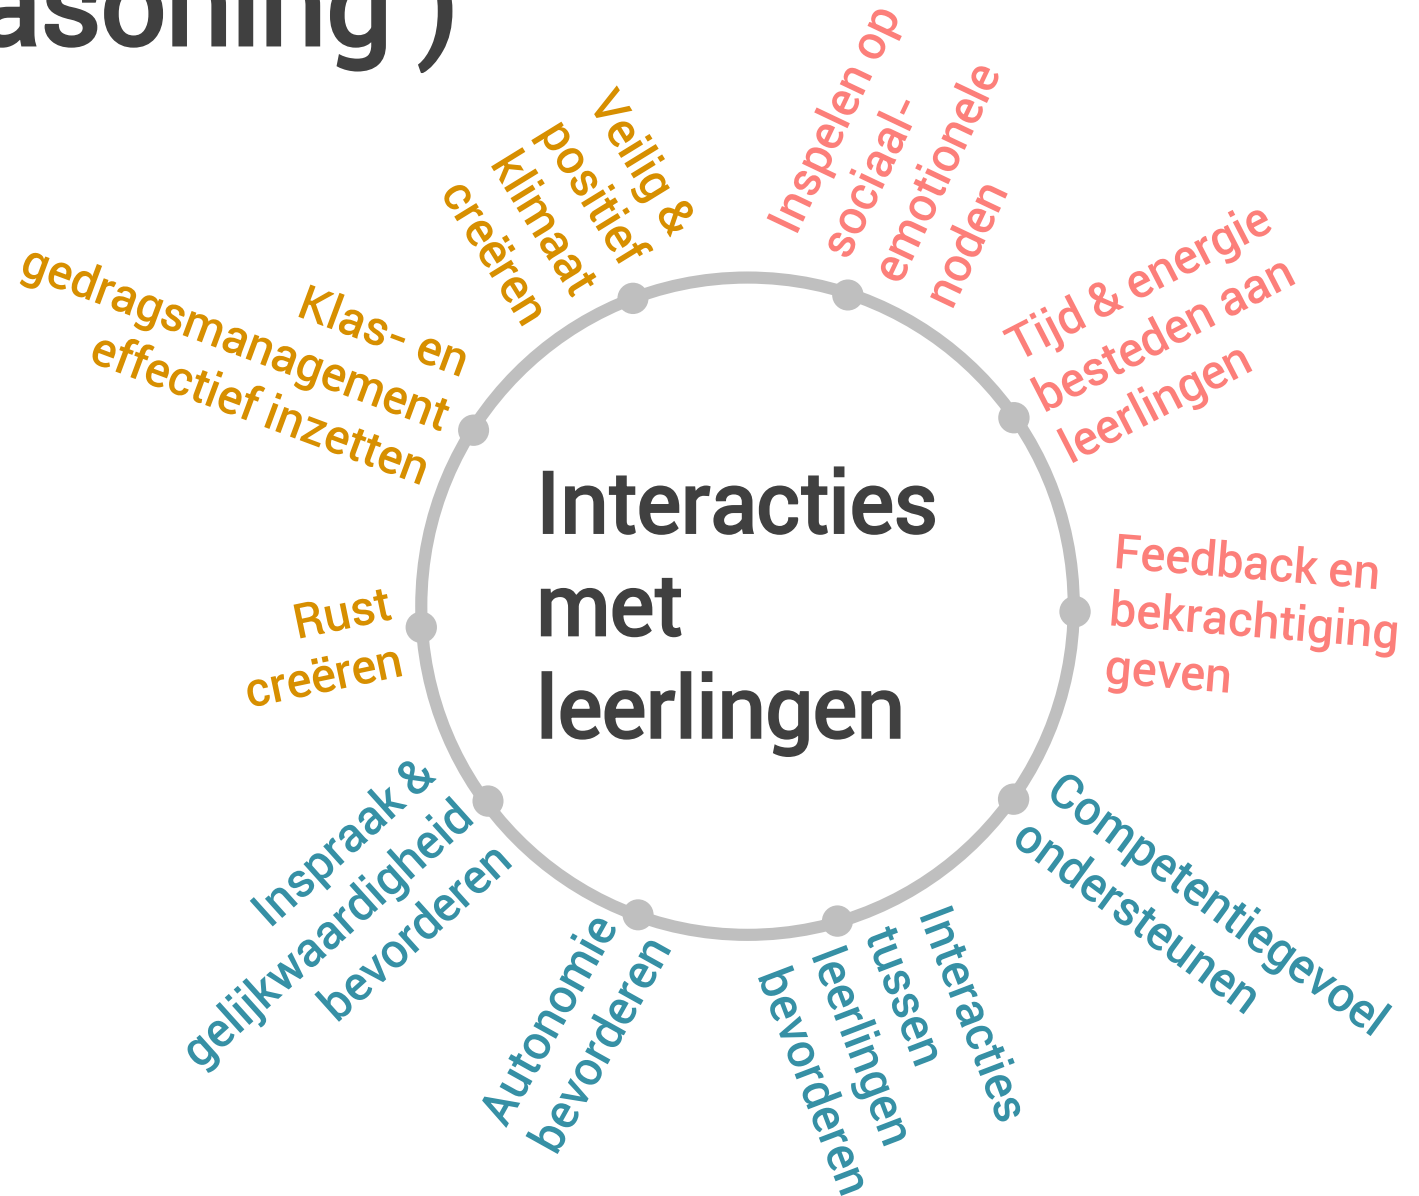 asoning )
Inspelen op
sociaal-
emotionele
noden
Tijd & energie
besteden aan
leerlingen
Feedback en
bekrachtiging
geven
Competentiegevoel
ondersteunen
Interacties
tussen
leerlingen
bevorderen
Autonomie
bevorderen
Inspraak &
gelijkwaardigheid
bevorderen
Rust
creëren
Klas- en
gedragsmanagement
effectief inzetten
Veilig &
positief
klimaat
creëren
Interacties
met
leerlingen